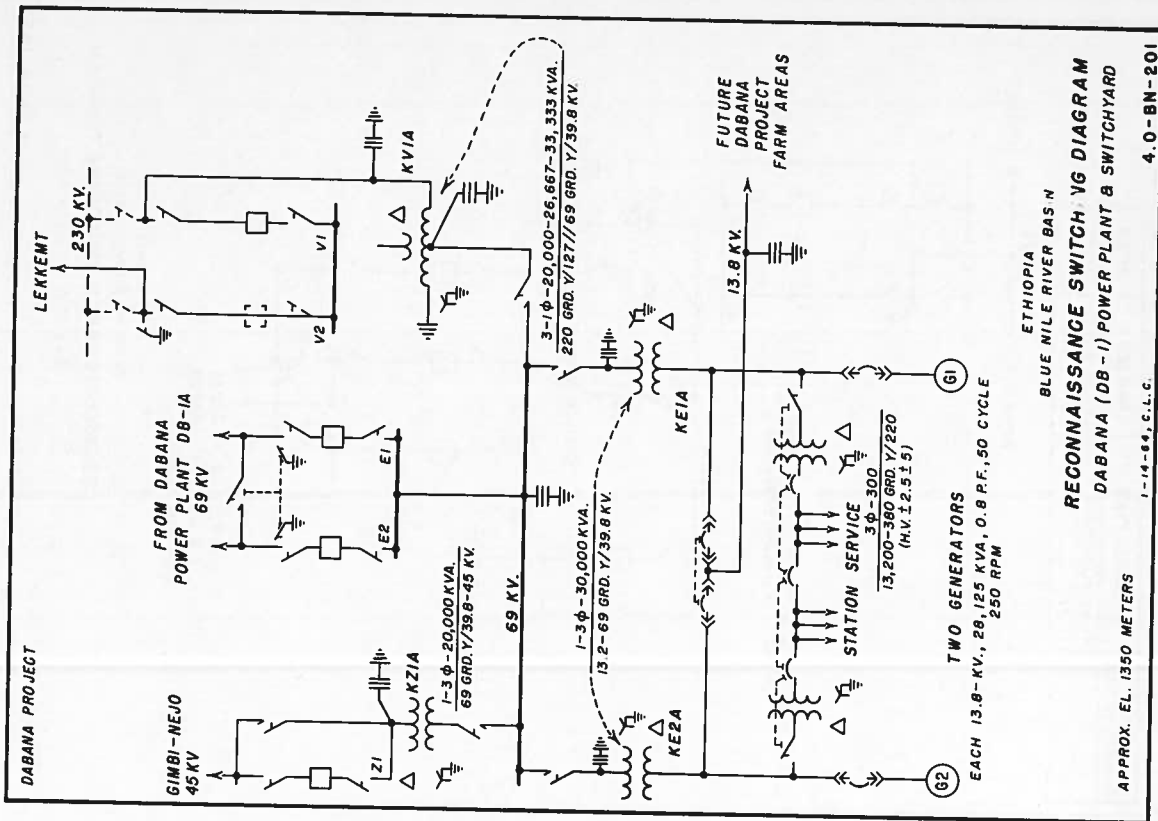 DABANA PROJECT
LEKKEMT
230 KV.
GIMBI-NEJO
45 KV
FROM DABANA
POWER PLANT DB-1A
69 KV
V2
V1
KV1A
Z1
E2
E1
KZ1A
1-3φ-20,000 KVA.
69 GRD.Y/39.8-45 KV.
3-1φ-20,000-26,667-33,333 KVA.
220 GRD.Y/127//69 GRD.Y/39.8 KV.
69 KV.
1-3φ-30,000 KVA.
13.2-69 GRD.Y/39.8 KV.
KE2A
KE1A
13.8 KV.
FUTURE
DABANA
PROJECT
FARM AREAS
STATION SERVICE
3φ-300
13,200-380 GRD.Y/220
(H.V. ± 2.5 ± 5)
G2
G1
TWO GENERATORS
EACH 13.8-KV., 28,125 KVA, 0.8 P.F., 50 CYCLE
250 RPM
ETHIOPIA
BLUE NILE RIVER BASIN
RECONNAISSANCE SWITCHING DIAGRAM
DABANA (DB-1) POWER PLANT & SWITCHYARD
APPROX. EL. 1350 METERS
1-14-64, C.L.C.
4.0-BN-201